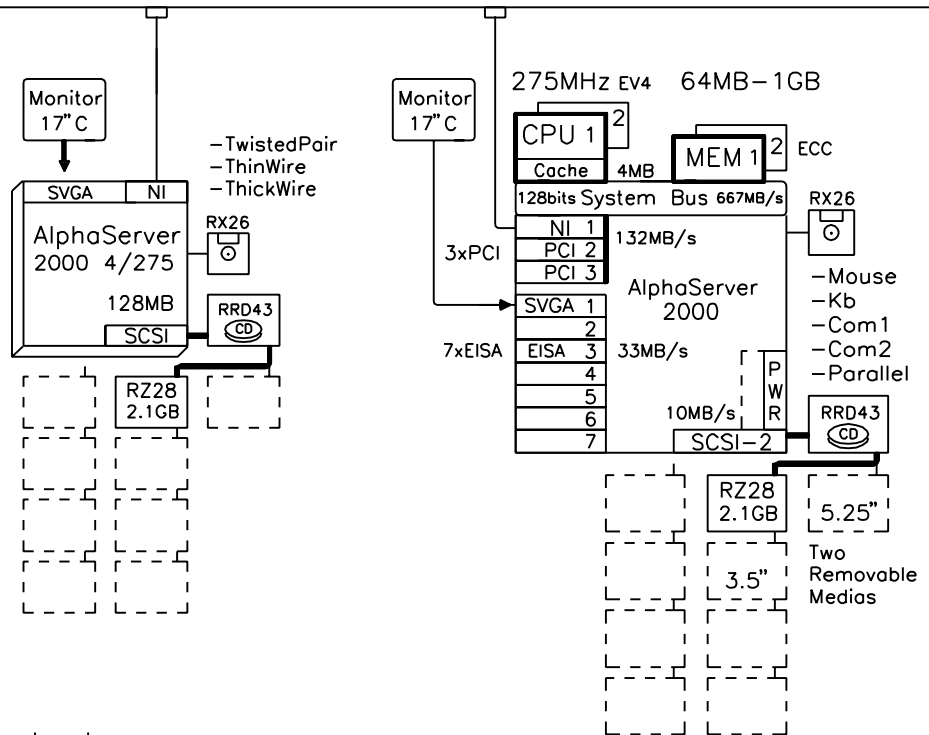 Monitor
17"C
SVGA
NI
AlphaServer
2000 4/275
128MB
SCSI
-TwistedPair
-ThinWire
-ThickWire
RX26
RRD43
CD
RZ28
2.1GB
Monitor
17"C
275MHz EV4
64MB-1GB
CPU 1
2
Cache
4MB
MEM 1
2
ECC
128bits System Bus 667MB/s
3xPCI
NI 1
PCI 2
PCI 3
132MB/s
AlphaServer
2000
7xEISA
SVGA 1
2
EISA 3
4
5
6
7
33MB/s
10MB/s
PWR
SCSI-2
RX26
-Mouse
-Kb
-Com1
-Com2
-Parallel
RRD43
CD
RZ28
2.1GB
5.25"
3.5"
Two
Removable
Medias